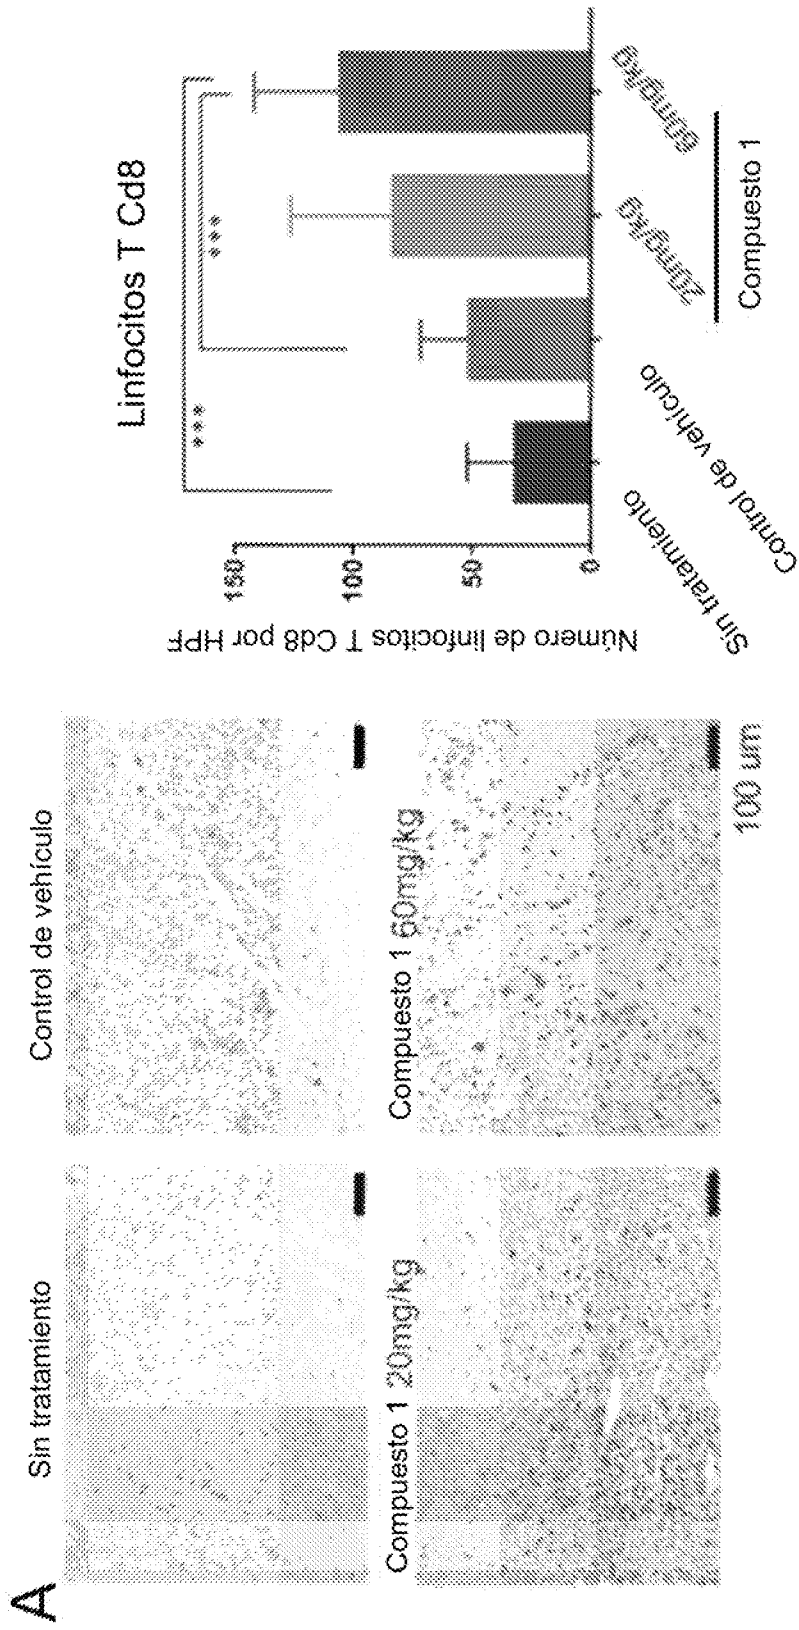 A
Sin tratamiento
Control de vehículo
Compuesto 1 20mg/kg
Compuesto 1 60mg/kg
100 um
Linfocitos T Cd8
***
***
Número de linfocitos T Cd8 por HPF
150
100
50
0
Sin tratamiento
Control de vehículo
20mg/kg
60mg/kg
Compuesto 1